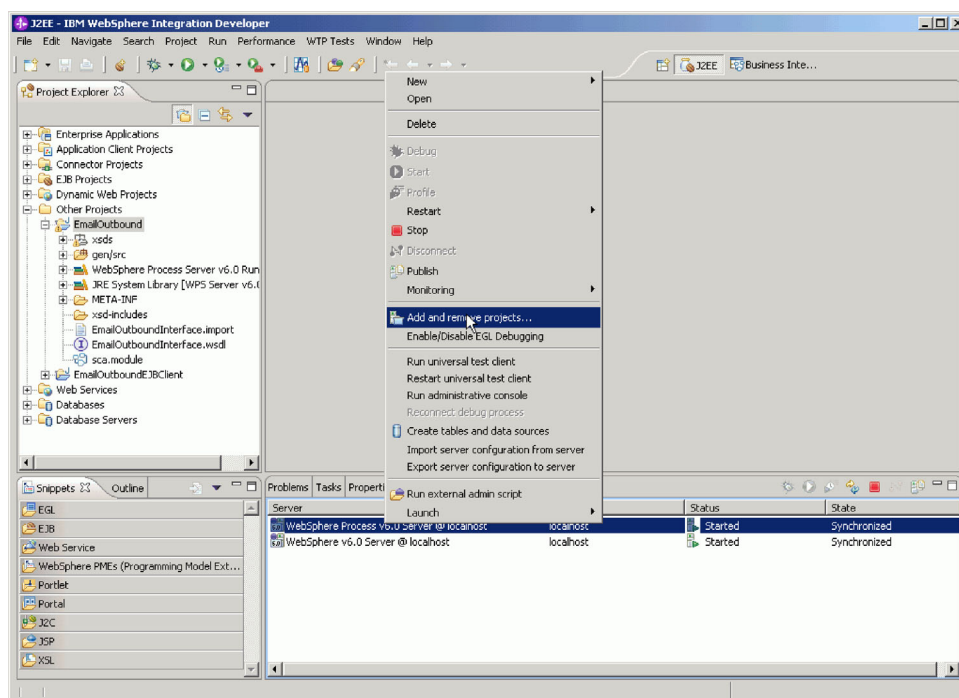 J2EE - IBM WebSphere Integration Developer
File Edit Navigate Search Project Run Performance WTP Tests Window Help
J2EE Business Inte...
Project Explorer
Enterprise Applications
Application Client Projects
Connector Projects
EJB Projects
Dynamic Web Projects
Other Projects
EmailOutbound
xsds
gen/src
WebSphere Process Server v6.0 Run
JRE System Library [WPS Server v6.(
META-INF
xsd-includes
EmailOutboundInterface.import
EmailOutboundInterface.wsdl
sca.module
EmailOutboundEJBClient
Web Services
Databases
Database Servers
New
Open
Delete
Debug
Start
Profile
Restart
Stop
Disconnect
Publish
Monitoring
Add and remove projects...
Enable/Disable EGL Debugging
Run universal test client
Restart universal test client
Run administrative console
Reconnect debug process
Create tables and data sources
Import server confguration from server
Export server configuration to server
Run external admin script
Launch
Snippets Outline
EGL
EJB
Web Service
WebSphere PMEs (Programming Model Ext...
Portlet
Portal
J2C
JSP
XSL
Problems Tasks Properti
Server Status State
WebSphere Process v6.0 Server @ localhost localhost Started Synchronized
WebSphere v6.0 Server @ localhost localhost Started Synchronized